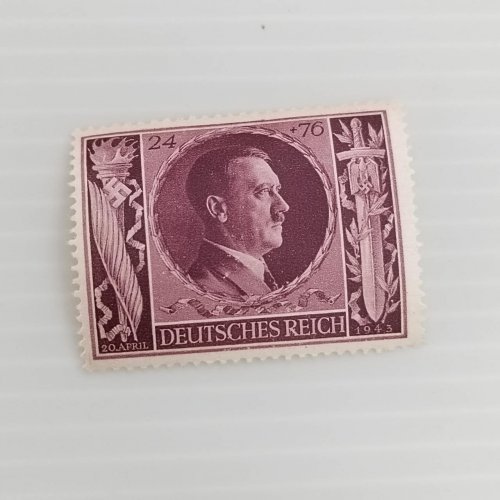 24 +76
20.APRIL DEUTSCHES REICH 1943